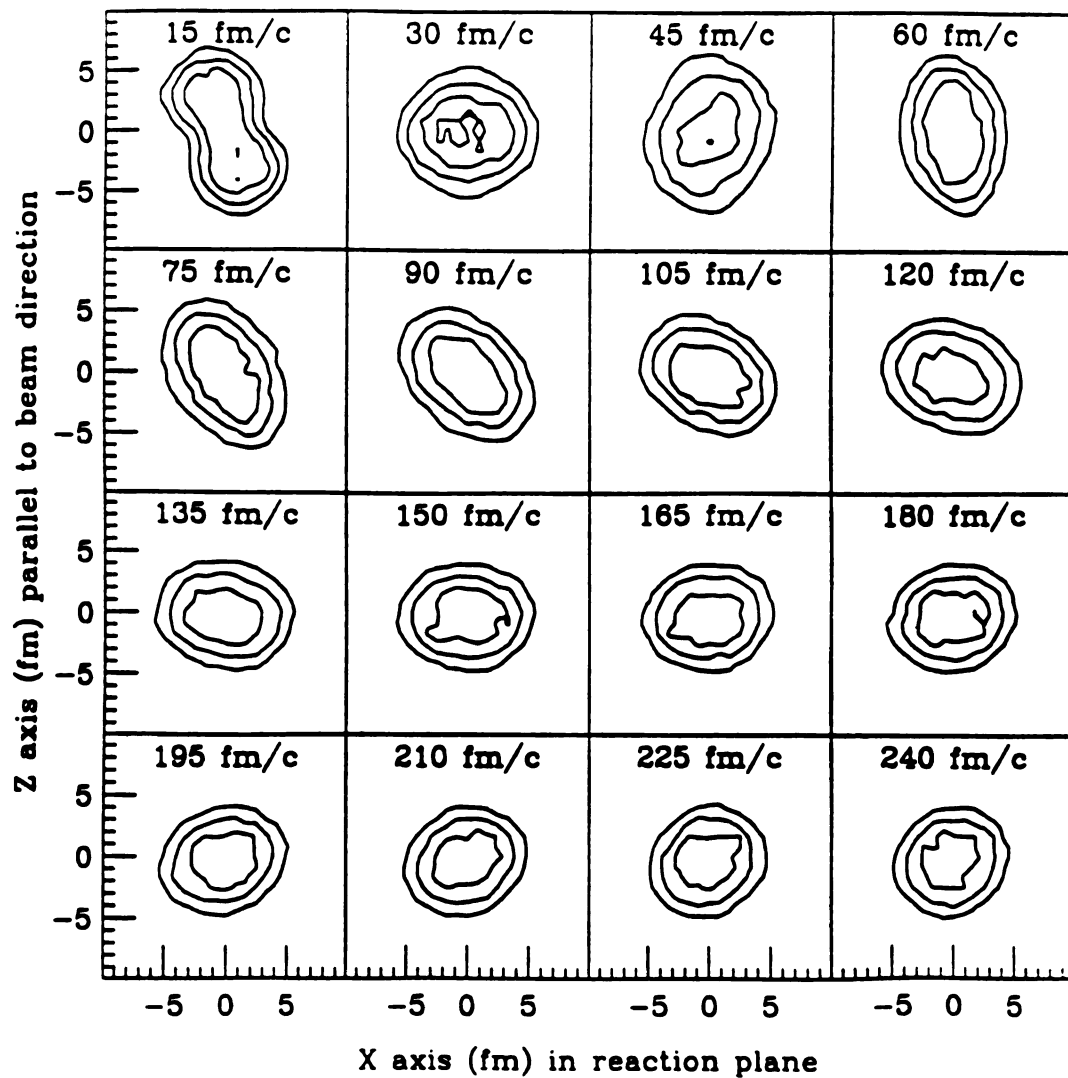 15 fm/c 30 fm/c 45 fm/c 60 fm/c
5
0
−5
75 fm/c 90 fm/c 105 fm/c 120 fm/c
5
0
−5
135 fm/c 150 fm/c 165 fm/c 180 fm/c
5
0
−5
195 fm/c 210 fm/c 225 fm/c 240 fm/c
5
0
−5
−5 0 5 −5 0 5 −5 0 5 −5 0 5
X axis (fm) in reaction plane
Z axis (fm) parallel to beam direction